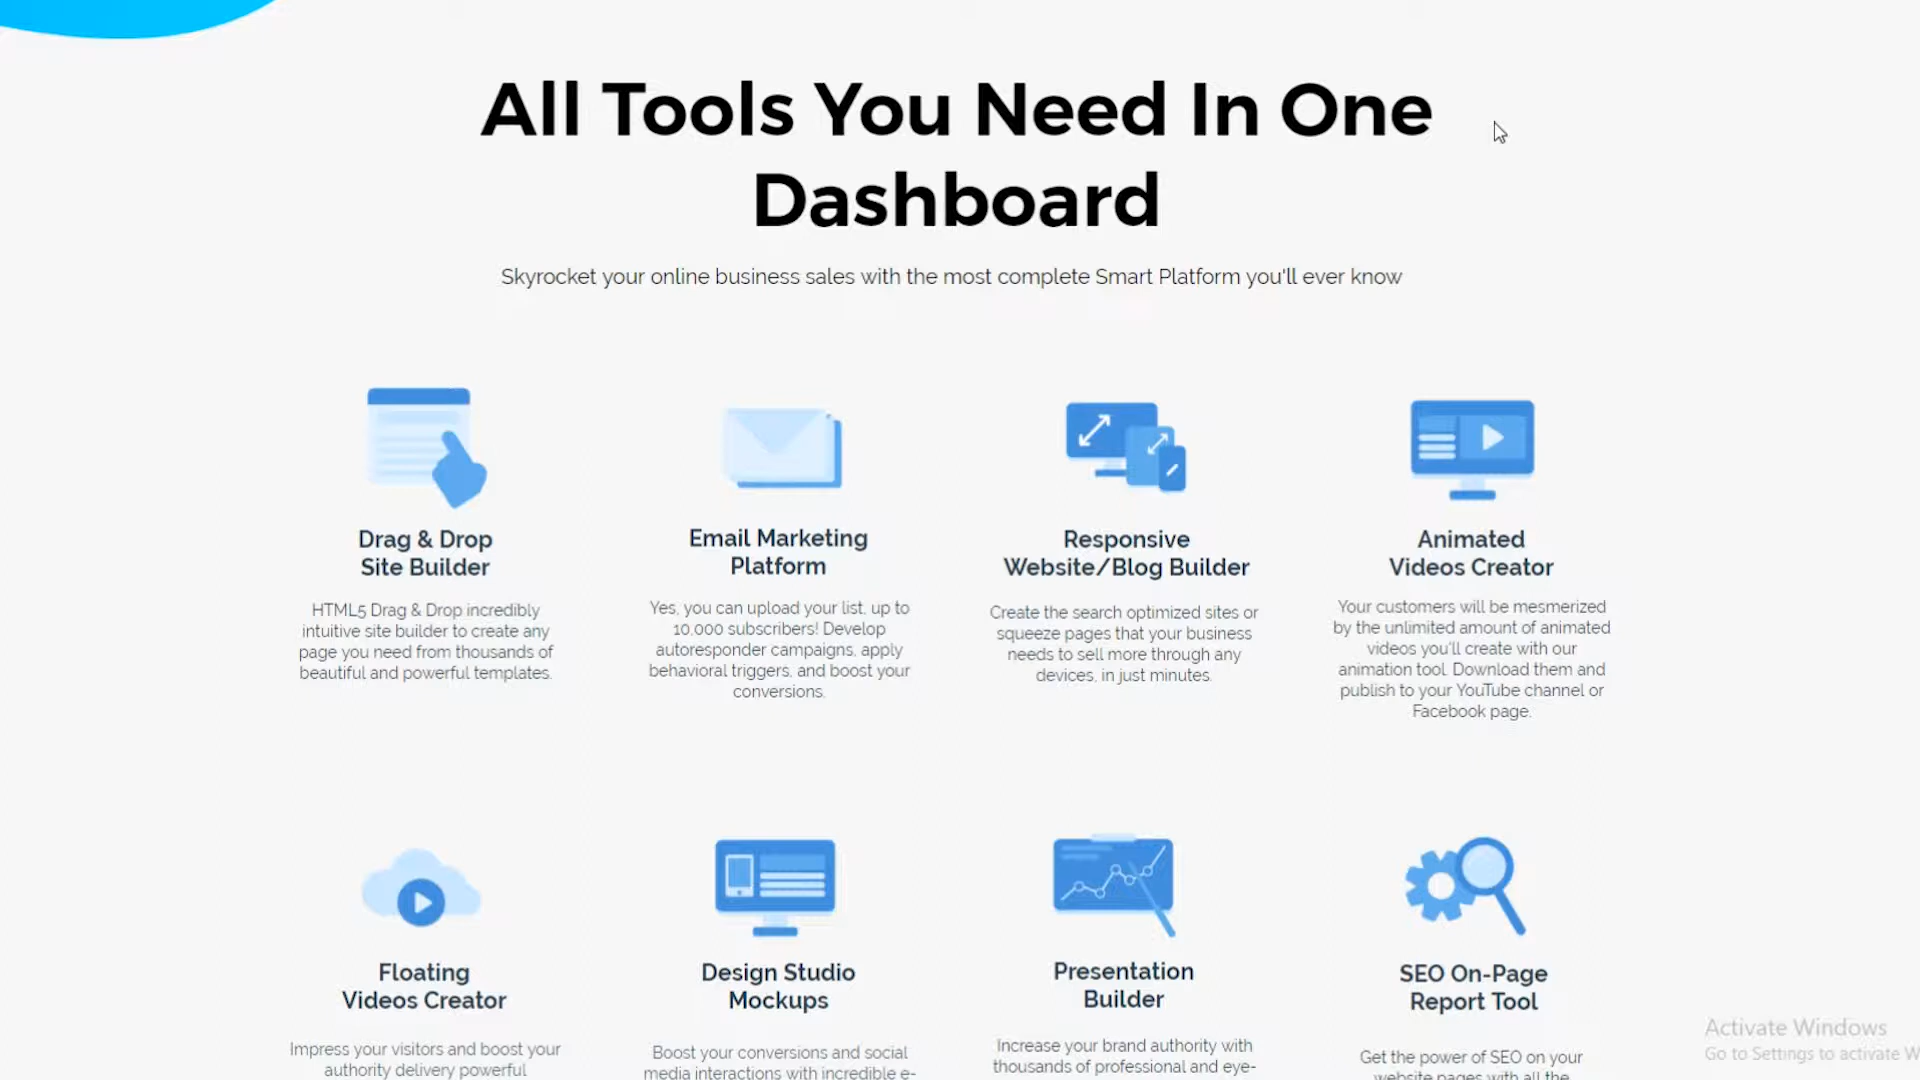 All Tools You Need In One
Dashboard
Skyrocket your online business sales with the most complete Smart Platform you'll ever know
Drag & Drop
Site Builder
HTML5 Drag & Drop incredibly
intuitive site builder to create any
page you need from thousands of
beautiful and powerful templates.
Email Marketing
Platform
Yes, you can upload your list, up to
10.000 subscribers! Develop
autoresponder campaigns, apply
behavioral triggers, and boost your
conversions.
Responsive
Website/Blog Builder
Create the search optimized sites or
squeeze pages that your business
needs to sell more through any
devices, in just minutes.
Animated
Videos Creator
Your customers will be mesmerized
by the unlimited amount of animated
videos you'll create with our
animation tool. Download them and
publish to your YouTube channel or
Facebook page.
Floating
Videos Creator
Impress your visitors and boost your
authority delivery powerful
Design Studio
Mockups
Boost your conversions and social
media interactions with incredible e-
Presentation
Builder
Increase your brand authority with
thousands of professional and eye-
SEO On-Page
Report Tool
Get the power of SEO on your
website pages with all the
Activate Windows
Go to Settings to activate W